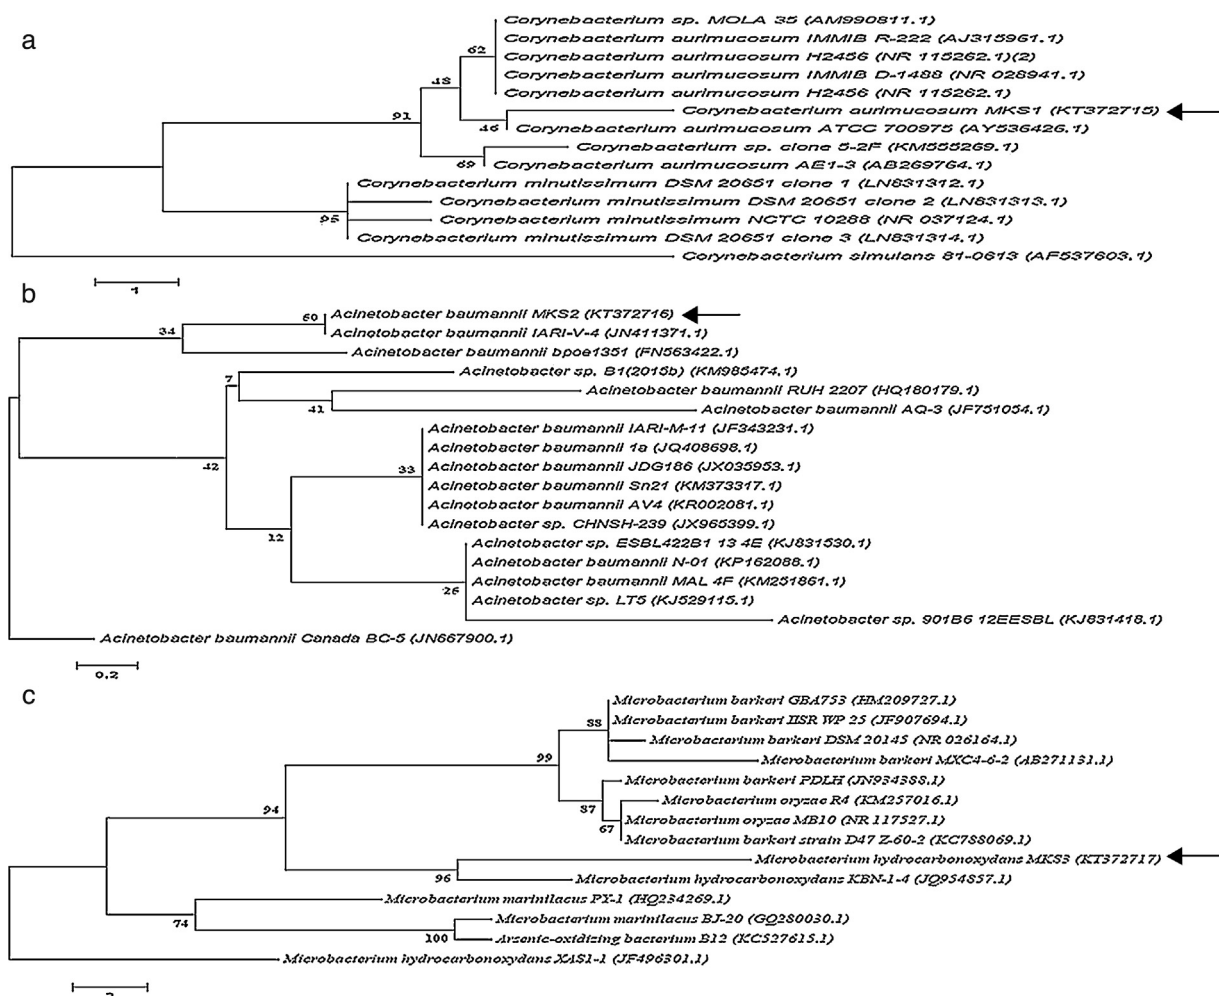 a
Corynebacterium sp. MOLA 35 (AM990811.1)
Corynebacterium aurimucosum IMMIB R-222 (AJ315961.1)
62
Corynebacterium aurimucosum H2456 (NR 115262.1)(2)
Corynebacterium aurimucosum IMMIB D-1488 (NR 028941.1)
48
Corynebacterium aurimucosum H2456 (NR 115262.1)
Corynebacterium aurimucosum MKS1 (KT372715)
91
46
Corynebacterium aurimucosum ATCC 700975 (AY536426.1)
Corynebacterium sp. clone 5-2F (KM555269.1)
69
Corynebacterium aurimucosum AE1-3 (AB269764.1)
Corynebacterium minutissimum DSM 20651 clone 1 (LN831312.1)
Corynebacterium minutissimum DSM 20651 clone 2 (LN831313.1)
95
Corynebacterium minutissimum NCTC 10288 (NR 037124.1)
Corynebacterium minutissimum DSM 20651 clone 3 (LN831314.1)
Corynebacterium simulans 81-0613 (AF537603.1)
1
b
60
Acinetobacter baumannii MKS2 (KT372716)
34
Acinetobacter baumannii IARI-V-4 (JN411371.1)
Acinetobacter baumannii bpoe1351 (FN563422.1)
Acinetobacter sp. B1(2015b) (KM985474.1)
7
Acinetobacter baumannii RUH 2207 (HQ180179.1)
41
Acinetobacter baumannii AQ-3 (JF751054.1)
Acinetobacter baumannii IARI-M-11 (JF343231.1)
Acinetobacter baumannii 1a (JQ408698.1)
42
33
Acinetobacter baumannii JDG186 (JX035953.1)
Acinetobacter baumannii Sn21 (KM373317.1)
Acinetobacter baumannii AV4 (KR002081.1)
Acinetobacter sp. CHNSH-239 (JX965399.1)
12
Acinetobacter sp. ESBL422B1 13 4E (KJ831530.1)
Acinetobacter baumannii N-01 (KP162088.1)
Acinetobacter baumannii MAL 4F (KM251861.1)
26
Acinetobacter sp. LT5 (KJ529115.1)
Acinetobacter sp. 901B6 12EESBL (KJ831418.1)
Acinetobacter baumannii Canada BC-5 (JN667900.1)
0.2
c
Microbacterium barkeri GBA753 (HM209727.1)
88
Microbacterium barkeri IISR WP 25 (JF907694.1)
Microbacterium barkeri DSM 20145 (NR 026164.1)
99
Microbacterium barkeri MXC4-6-2 (AB271131.1)
Microbacterium barkeri PDLH (JN934388.1)
Microbacterium oryzae R4 (KM257016.1)
94
87
Microbacterium oryzae MB10 (NR 117527.1)
67
Microbacterium barkeri strain D47 Z-60-2 (KC788069.1)
Microbacterium hydrocarbonoxydans MKS3 (KT372717)
96
Microbacterium hydrocarbonoxydans KBN-1-4 (JQ954857.1)
Microbacterium marinilacus PY-1 (HQ234269.1)
74
Microbacterium marinilacus BJ-20 (GQ280030.1)
100
Arsenic-oxidizing bacterium B12 (KC527615.1)
Microbacterium hydrocarbonoxydans XAS1-1 (JF496301.1)